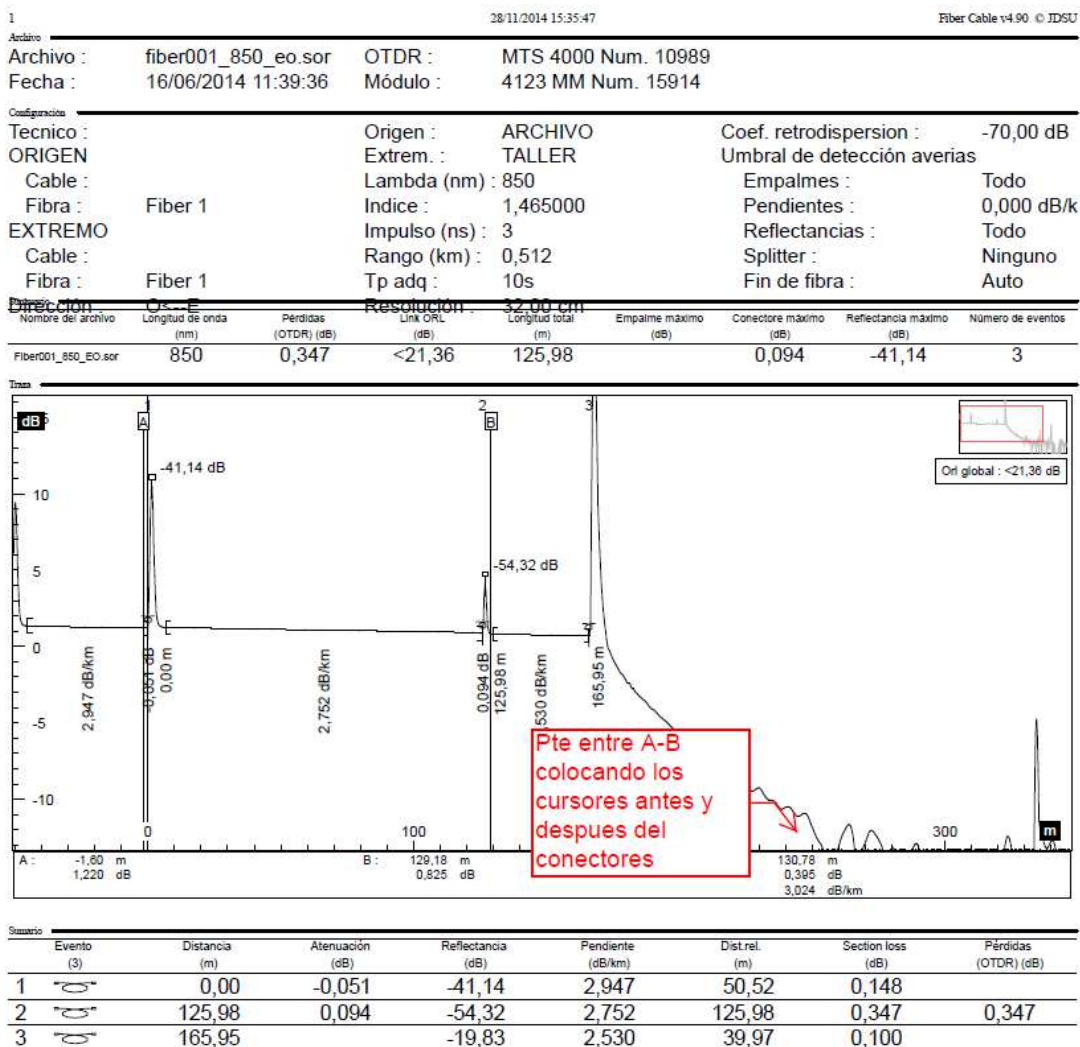 1 28/11/2014 15:35:47 Fiber Cable v4.90 © JDSU
Archivo
Archivo : fiber001_850_eo.sor OTDR : MTS 4000 Num. 10989
Fecha : 16/06/2014 11:39:36 Módulo : 4123 MM Num. 15914
Configuración
Tecnico : Origen : ARCHIVO Coef. retrodispersion : -70,00 dB
ORIGEN Extrem. : TALLER Umbral de detección averias
Cable : Lambda (nm) : 850 Empalmes : Todo
Fibra : Fiber 1 Indice : 1,465000 Pendientes : 0,000 dB/k
EXTREMO Impulso (ns) : 3 Reflectancias : Todo
Cable : Rango (km) : 0,512 Splitter : Ninguno
Fibra : Fiber 1 Tp adq : 10s Fin de fibra : Auto
Dirección : O<--E Resolución : 32,00 cm
Nombre del archivo Longitud de onda (nm) Pérdidas (OTDR) (dB) Link ORL (dB) Longitud total (m) Empalme máximo (dB) Conectore máximo (dB) Reflectancia máximo (dB) Número de eventos
Fiber001_850_EO.sor 850 0,347 <21,36 125,98 0,094 -41,14 3
Traza
dB
1 2 3
A B
-41,14 dB
Orl global : <21,36 dB
10
5
-54,32 dB
0
-5
-10
2,947 dB/km
-0,051 dB
0,00 m
2,752 dB/km
0,094 dB
125,98 m
,530 dB/km
165,95 m
Pte entre A-B
colocando los
cursores antes y
despues del
conectores
0 100 300 m
A : -1,60 m B : 129,18 m 130,78 m
1,220 dB 0,825 dB 0,395 dB
3,024 dB/km
Sumario
Evento (3) Distancia (m) Atenuación (dB) Reflectancia (dB) Pendiente (dB/km) Dist.rel. (m) Section loss (dB) Pérdidas (OTDR) (dB)
1 0,00 -0,051 -41,14 2,947 50,52 0,148
2 125,98 0,094 -54,32 2,752 125,98 0,347 0,347
3 165,95 -19,83 2,530 39,97 0,100